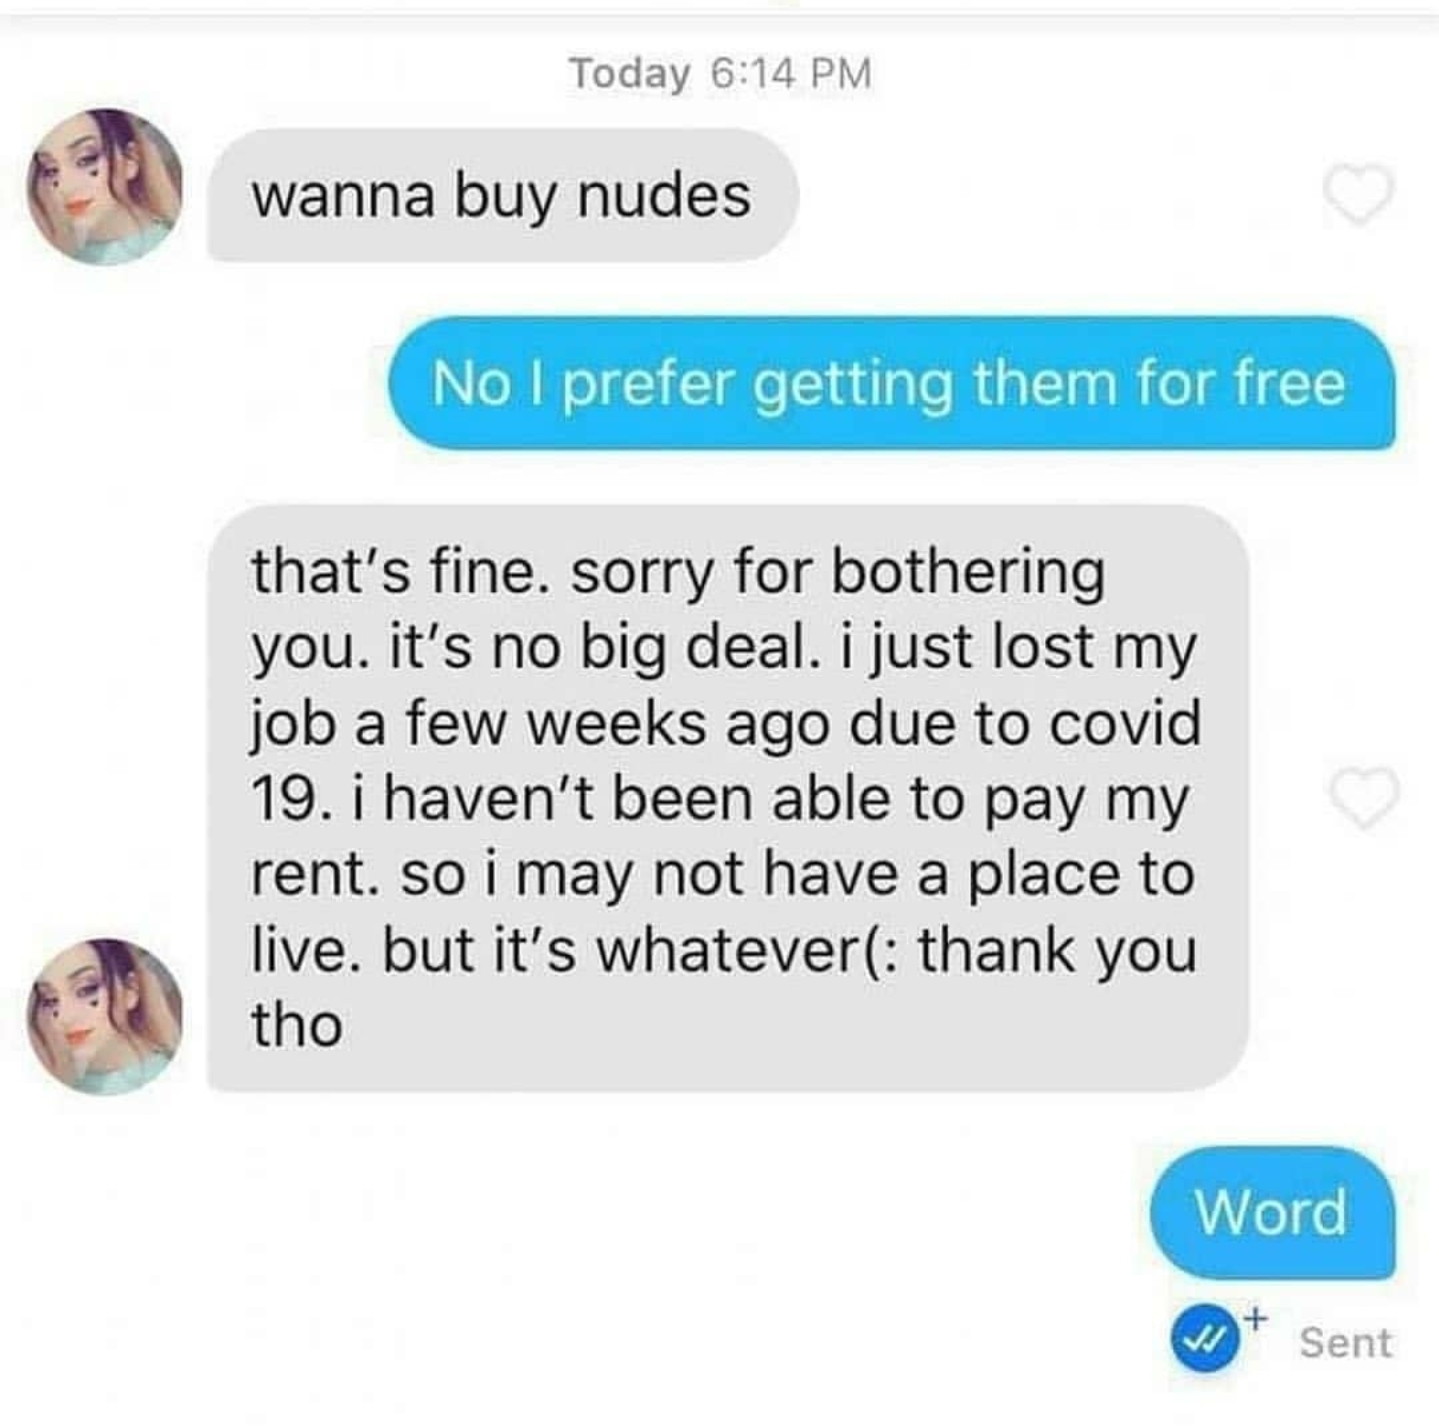 Today 6:14 PM
wanna buy nudes
No I prefer getting them for free
that's fine. sorry for bothering
you. it's no big deal. i just lost my
job a few weeks ago due to covid
19. i haven't been able to pay my
rent. so i may not have a place to
live. but it's whatever(: thank you
tho
Word
+ Sent